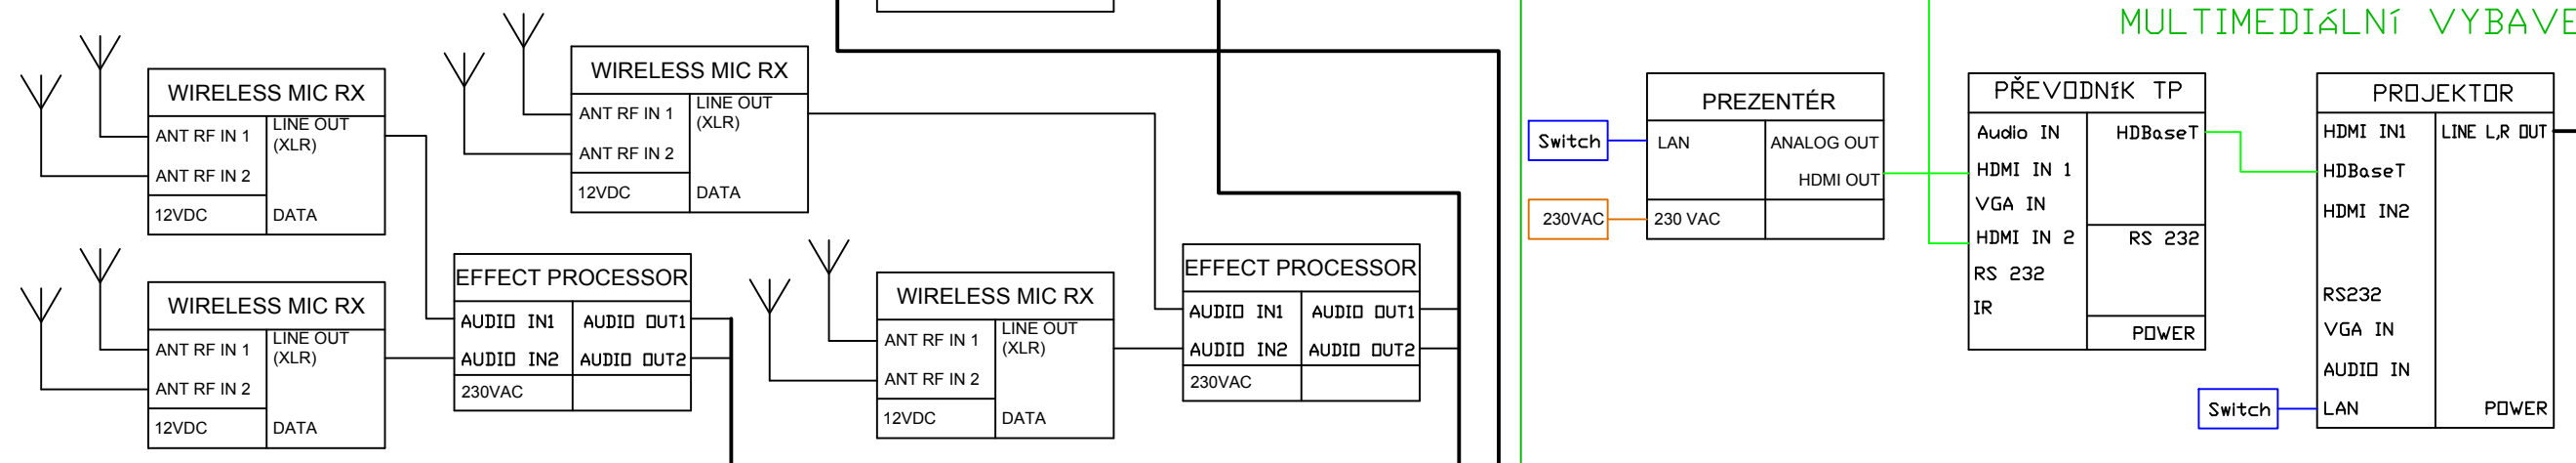 MULTIMEDIáLNí VYBAVE
WIRELESS MIC RX
ANT RF IN 1
ANT RF IN 2
12VDC
LINE OUT
(XLR)
DATA
WIRELESS MIC RX
ANT RF IN 1
ANT RF IN 2
12VDC
LINE OUT
(XLR)
DATA
WIRELESS MIC RX
ANT RF IN 1
ANT RF IN 2
12VDC
LINE OUT
(XLR)
DATA
EFFECT PROCESSOR
AUDIO IN1
AUDIO IN2
230VAC
AUDIO OUT1
AUDIO OUT2
WIRELESS MIC RX
ANT RF IN 1
ANT RF IN 2
12VDC
LINE OUT
(XLR)
DATA
EFFECT PROCESSOR
AUDIO IN1
AUDIO IN2
230VAC
AUDIO OUT1
AUDIO OUT2
Switch
230VAC
PREZENTÉR
LAN
230 VAC
ANALOG OUT
HDMI OUT
PŘEVODNíK TP
Audio IN
HDMI IN 1
VGA IN
HDMI IN 2
RS 232
IR
HDBaseT
RS 232
POWER
Switch
PROJEKTOR
HDMI IN1
HDBaseT
HDMI IN2
RS232
VGA IN
AUDIO IN
LAN
LINE L,R OUT
POWER